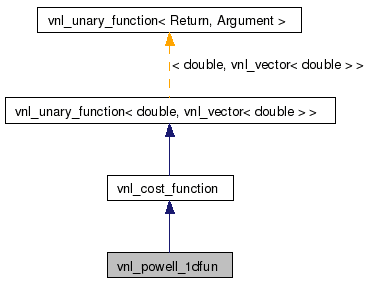 vnl_unary_function< Return, Argument >
< double, vnl_vector< double > >
vnl_unary_function< double, vnl_vector< double > >
vnl_cost_function
vnl_powell_1dfun